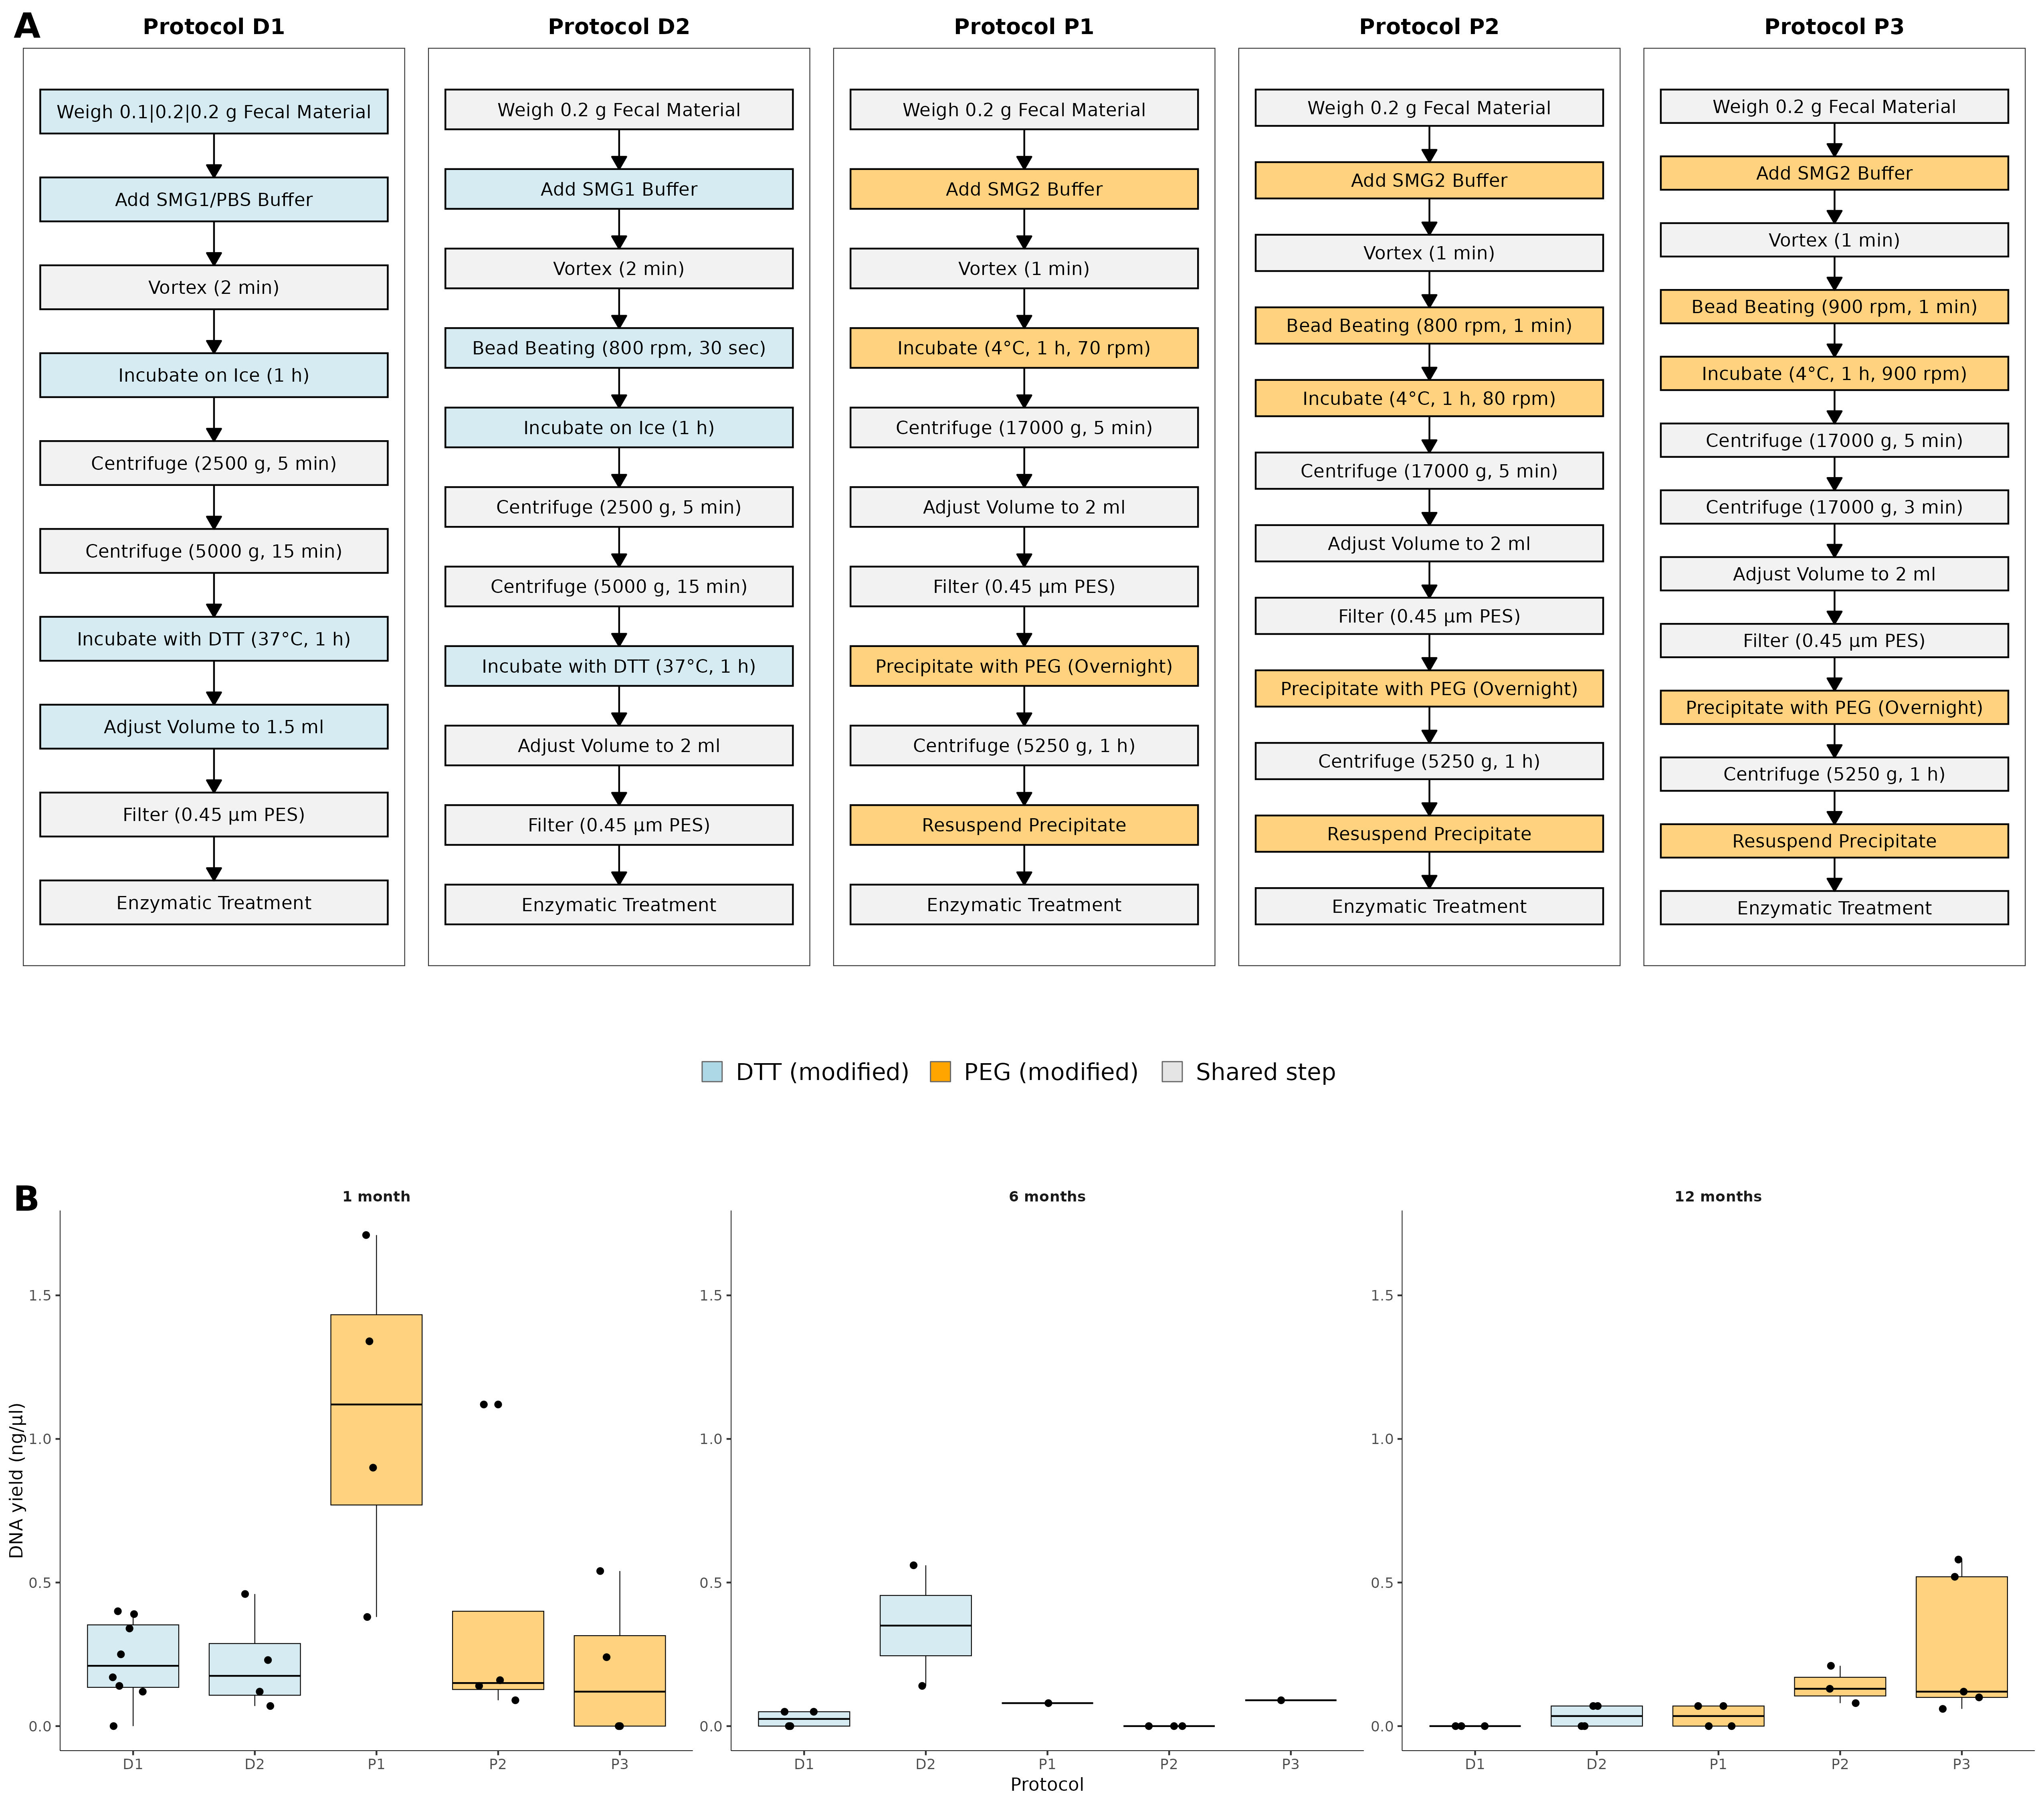 A
Protocol D1
Weigh 0.1|0.2|0.2 g Fecal Material
Add SMG1/PBS Buffer
Vortex (2 min)
Incubate on Ice (1 h)
Centrifuge (2500 g, 5 min)
Centrifuge (5000 g, 15 min)
Incubate with DTT (37°C, 1 h)
Adjust Volume to 1.5 ml
Filter (0.45 µm PES)
Enzymatic Treatment
Protocol D2
Weigh 0.2 g Fecal Material
Add SMG1 Buffer
Vortex (2 min)
Bead Beating (800 rpm, 30 sec)
Incubate on Ice (1 h)
Centrifuge (2500 g, 5 min)
Centrifuge (5000 g, 15 min)
Incubate with DTT (37°C, 1 h)
Adjust Volume to 2 ml
Filter (0.45 µm PES)
Enzymatic Treatment
Protocol P1
Weigh 0.2 g Fecal Material
Add SMG2 Buffer
Vortex (1 min)
Incubate (4°C, 1 h, 70 rpm)
Centrifuge (17000 g, 5 min)
Adjust Volume to 2 ml
Filter (0.45 µm PES)
Precipitate with PEG (Overnight)
Centrifuge (5250 g, 1 h)
Resuspend Precipitate
Enzymatic Treatment
Protocol P2
Weigh 0.2 g Fecal Material
Add SMG2 Buffer
Vortex (1 min)
Bead Beating (800 rpm, 1 min)
Incubate (4°C, 1 h, 80 rpm)
Centrifuge (17000 g, 5 min)
Adjust Volume to 2 ml
Filter (0.45 µm PES)
Precipitate with PEG (Overnight)
Centrifuge (5250 g, 1 h)
Resuspend Precipitate
Enzymatic Treatment
Protocol P3
Weigh 0.2 g Fecal Material
Add SMG2 Buffer
Vortex (1 min)
Bead Beating (900 rpm, 1 min)
Incubate (4°C, 1 h, 900 rpm)
Centrifuge (17000 g, 5 min)
Centrifuge (17000 g, 3 min)
Adjust Volume to 2 ml
Filter (0.45 µm PES)
Precipitate with PEG (Overnight)
Centrifuge (5250 g, 1 h)
Resuspend Precipitate
Enzymatic Treatment
DTT (modified) PEG (modified) Shared step
B
DNA yield (ng/µl)
1 month
1.5
1.0
0.5
0.0
D1 D2 P1 P2 P3
6 months
1.5
1.0
0.5
0.0
D1 D2 P1 P2 P3
12 months
1.5
1.0
0.5
0.0
D1 D2 P1 P2 P3
Protocol